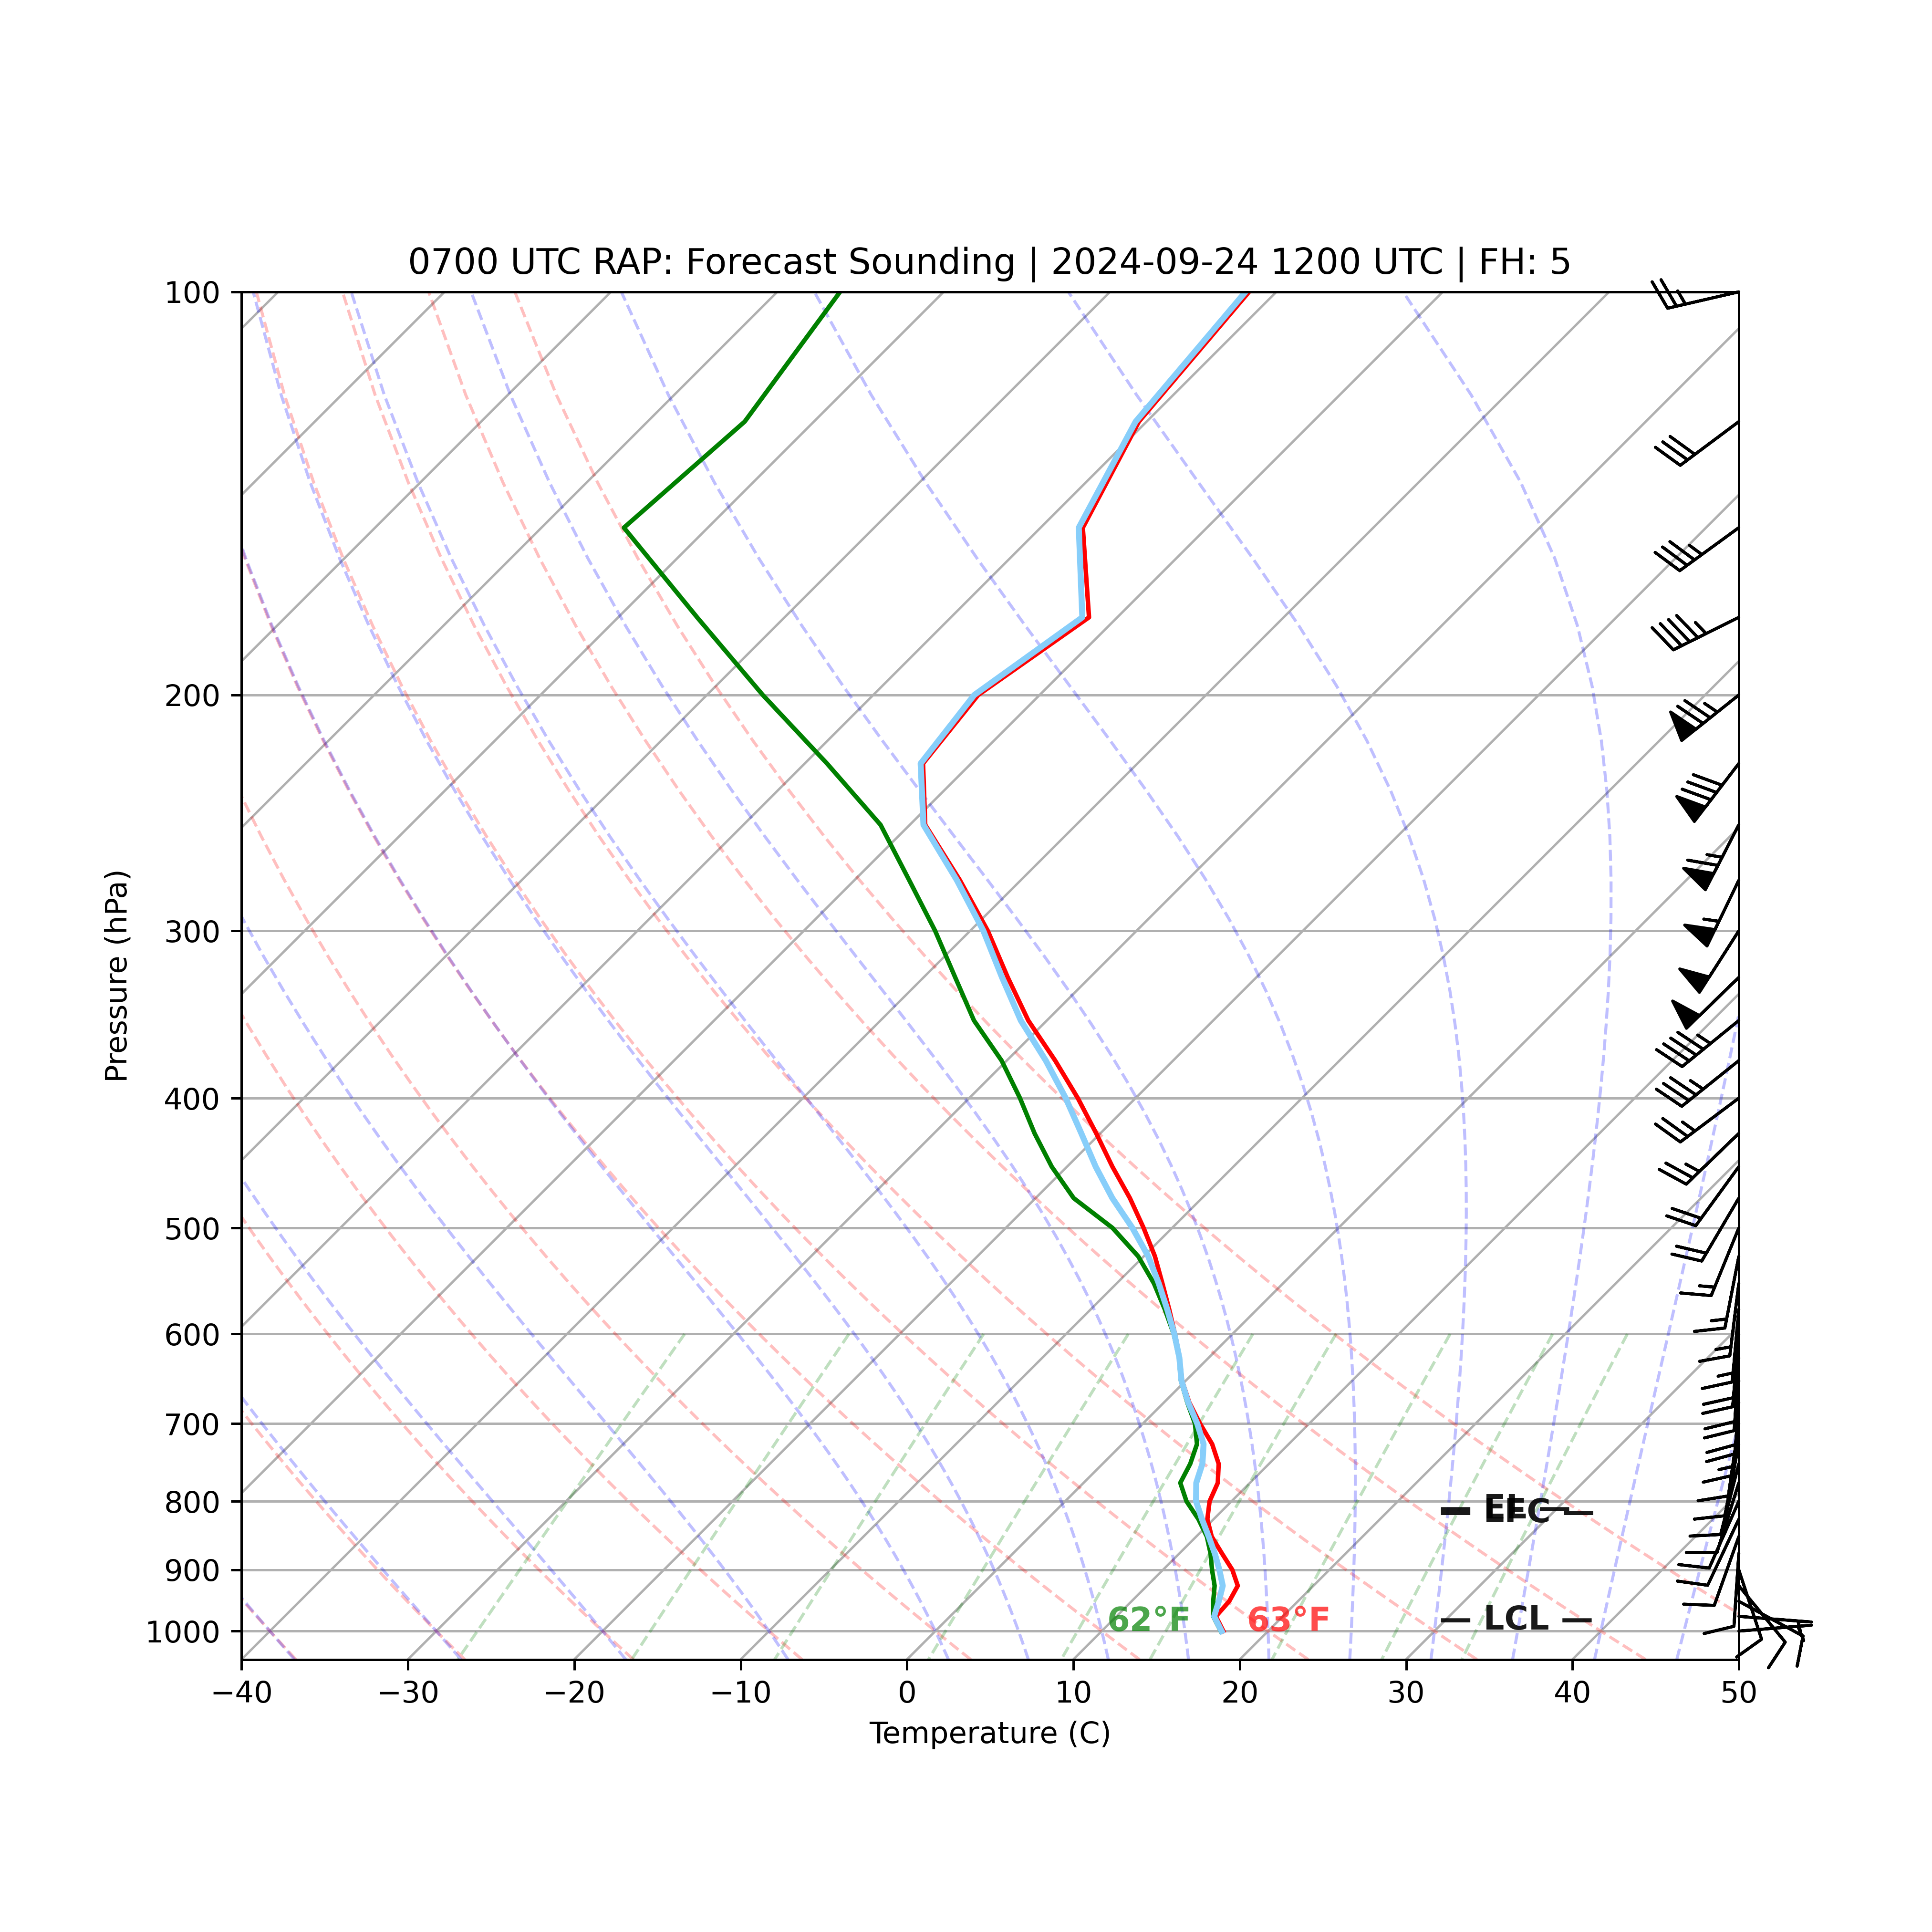 0700 UTC RAP: Forecast Sounding | 2024-09-24 1200 UTC | FH: 5
100
200
300
400
500
600
700
800
900
1000
Pressure (hPa)
62°F 63°F
— LCL —
−40 −30 −20 −10 0 10 20 30 40 50
Temperature (C)